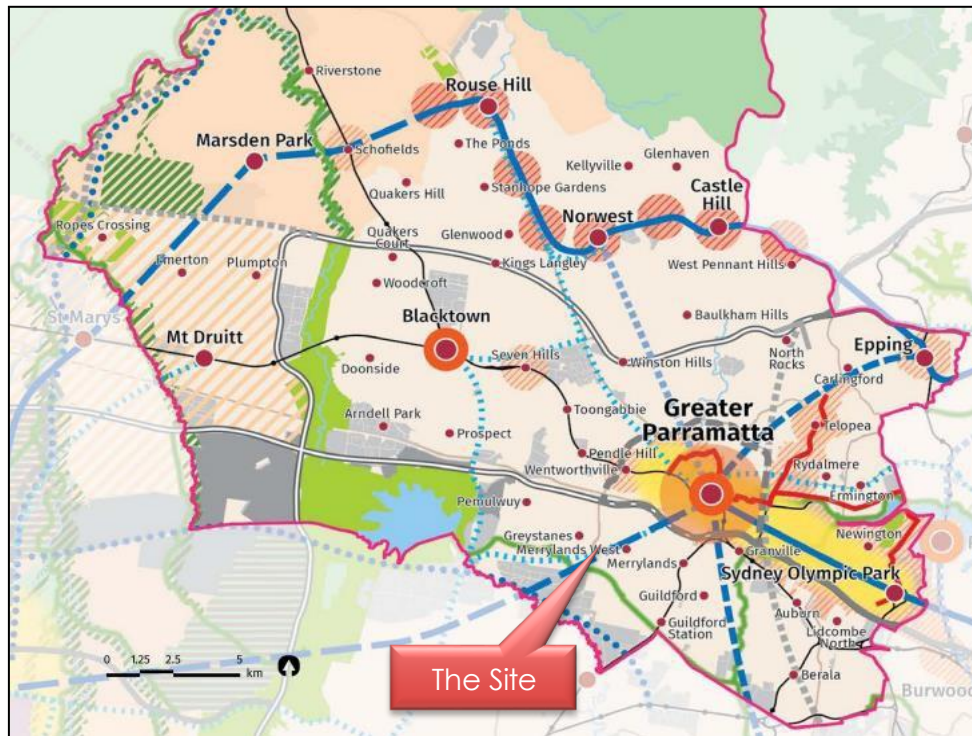 Riverstone
Rouse Hill
Marsden Park
Schofields
The Ponds
Kellyville
Glenhaven
Quakers Hill
Stanhope Gardens
Castle
Hill
Ropes Crossing
Norwest
Quakers
Court
Glenwood
Emerton
Plumpton
Kings Langley
West Pennant Hills
Woodcroft
St Marys
Blacktown
Baulkham Hills
Mt Druitt
Seven Hills
Winston Hills
North
Rocks
Epping
Doonside
Carlingford
Arndell Park
Toongabbie
Greater
Parramatta
Telopea
Prospect
Pendle Hill
Wentworthville
Rydalmere
Ermington
Pemulwuy
Newington
Greystanes
Merrylands West
Merrylands
Granville
Sydney Olympic Park
Guildford
Auburn
Guildford
Station
Lidcombe
North
0 1.25 2.5 5
km
The Site
Berala
Burwood